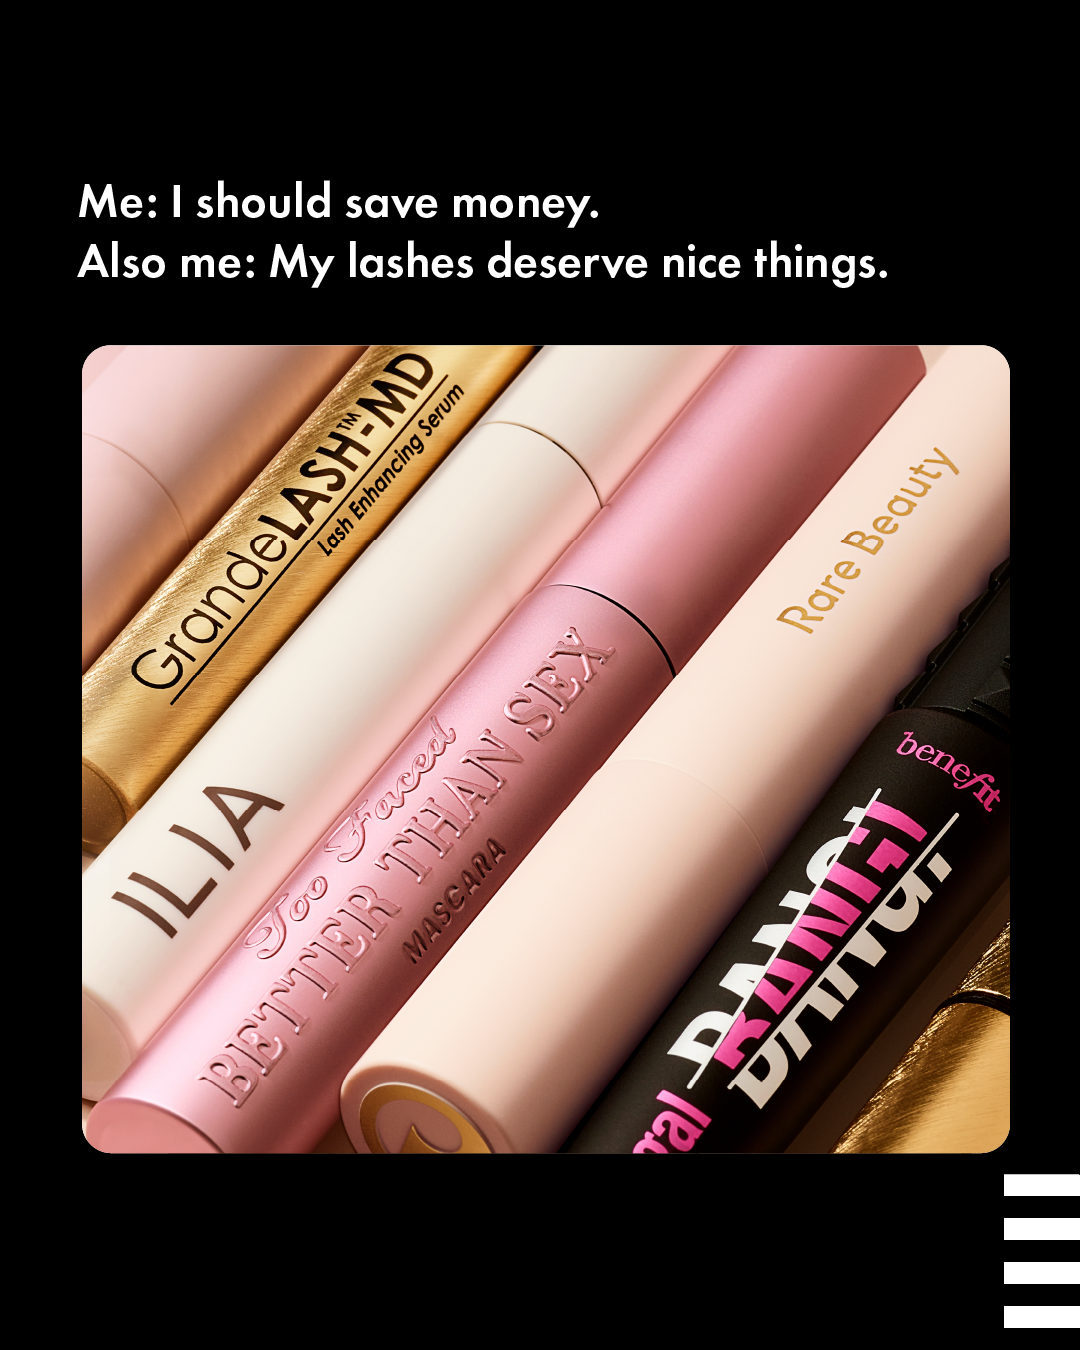 Me: I should save money.
Also me: My lashes deserve nice things.
GrandeLASH™-MD
Lash Enhancing Serum
ILIA
Too Faced
BETTER THAN SEX
MASCARA
Rare Beauty
benefit